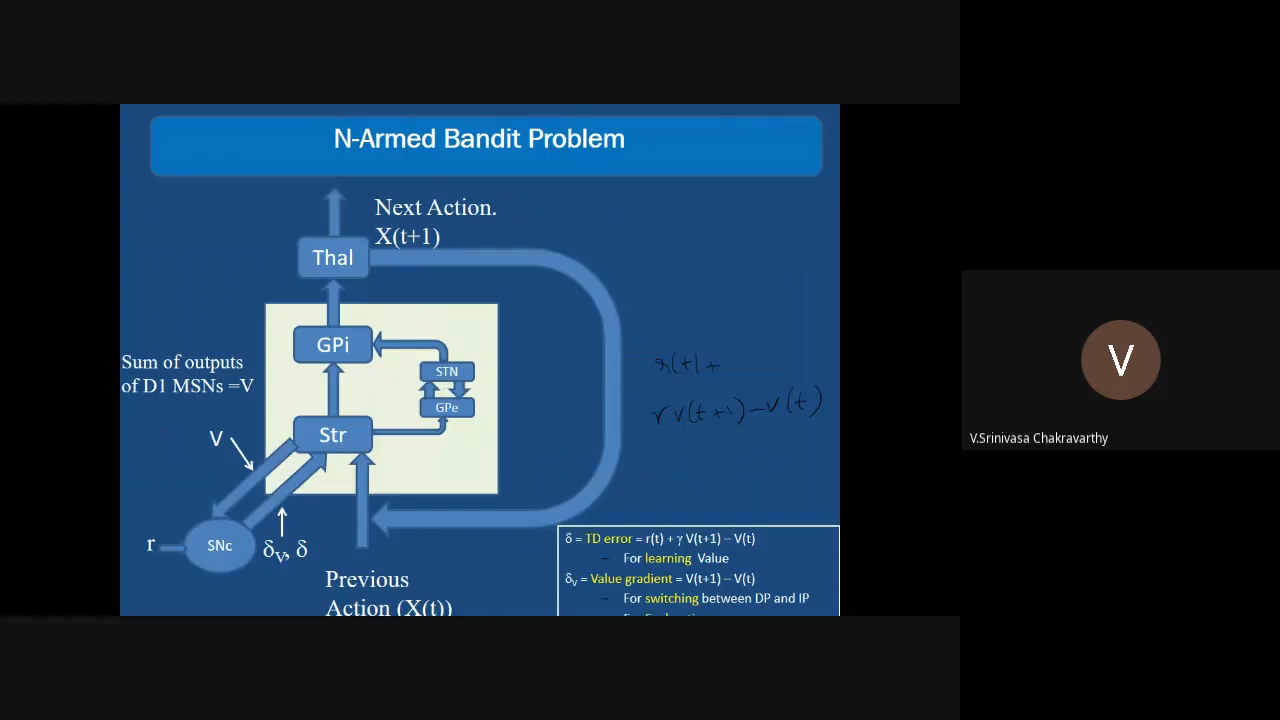 N-Armed Bandit Problem
Next Action.
X(t+1)
Thal
GPi
STN
GPe
Str
Sum of outputs
of D1 MSNs =V
V
r
SNc
δV, δ
Previous
Action (X(t))
r(t) +
γ V(t+1) - V(t)
δ = TD error = r(t) + γ V(t+1) – V(t)
– For learning Value
δV = Value gradient = V(t+1) – V(t)
– For switching between DP and IP
V
V.Srinivasa Chakravarthy